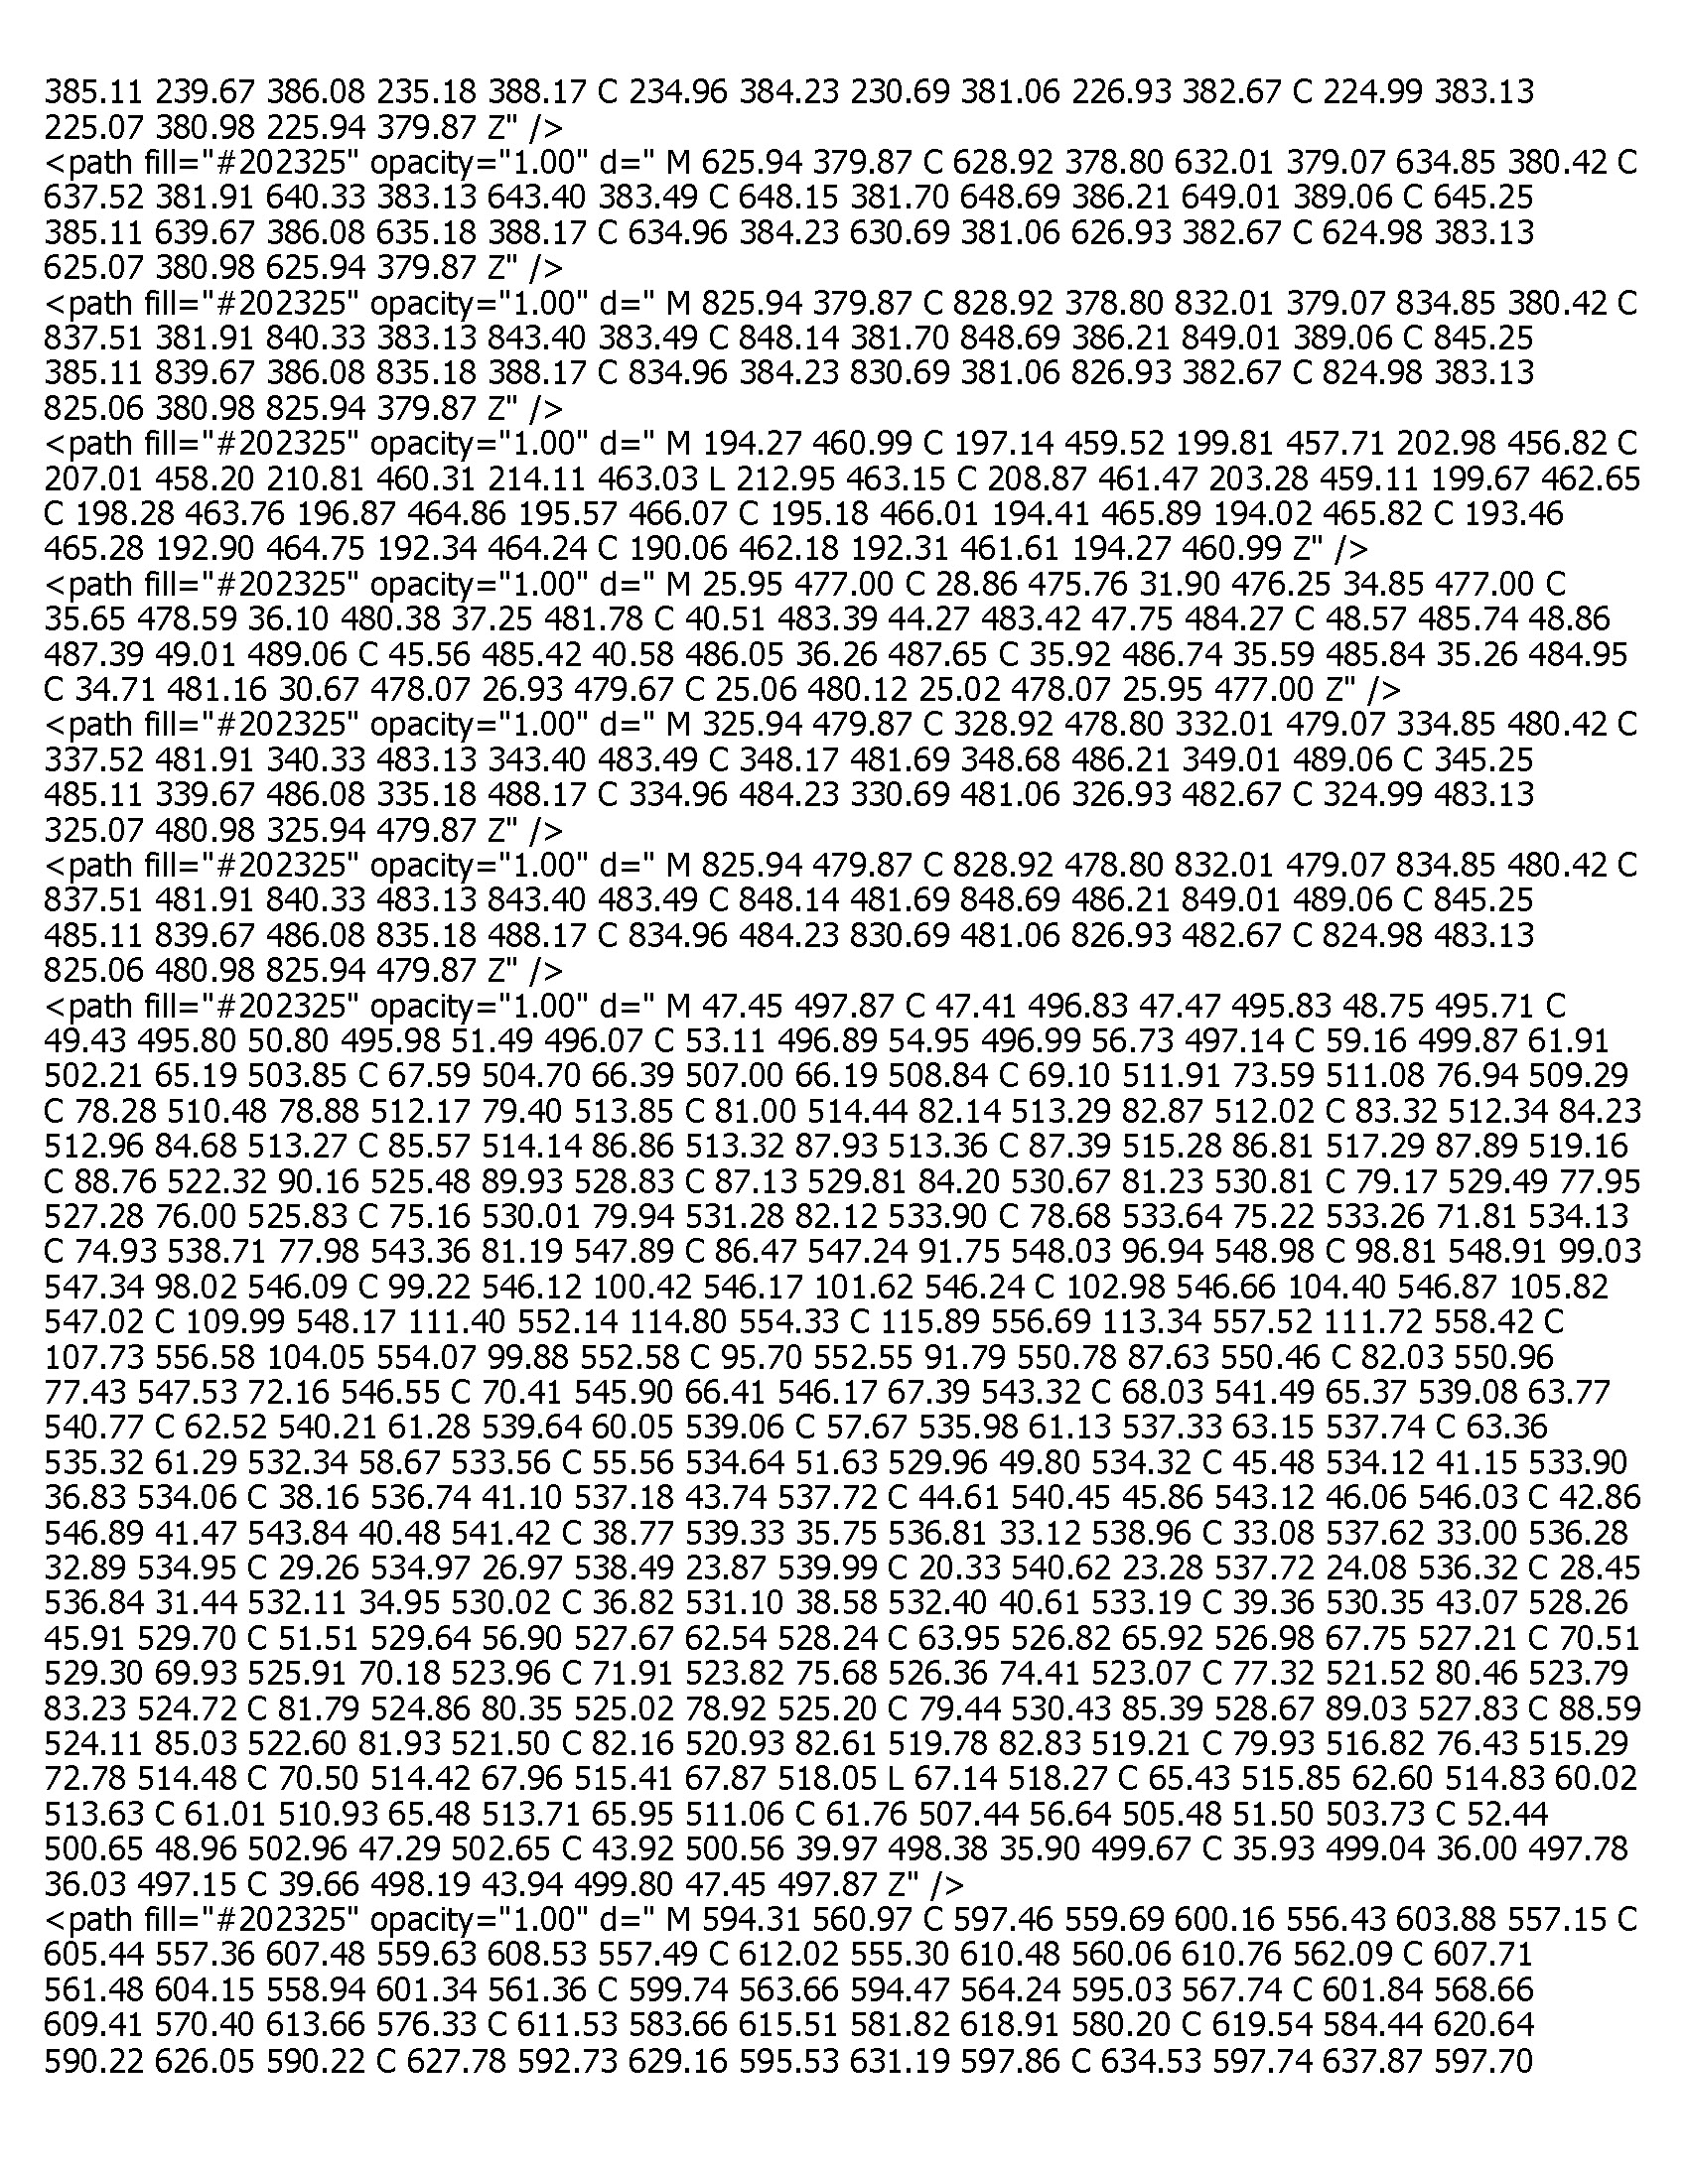 385.11 239.67 386.08 235.18 388.17 C 234.96 384.23 230.69 381.06 226.93 382.67 C 224.99 383.13
225.07 380.98 225.94 379.87 Z" />
<path fill="#202325" opacity="1.00" d=" M 625.94 379.87 C 628.92 378.80 632.01 379.07 634.85 380.42 C
637.52 381.91 640.33 383.13 643.40 383.49 C 648.15 381.70 648.69 386.21 649.01 389.06 C 645.25
385.11 639.67 386.08 635.18 388.17 C 634.96 384.23 630.69 381.06 626.93 382.67 C 624.98 383.13
625.07 380.98 625.94 379.87 Z" />
<path fill="#202325" opacity="1.00" d=" M 825.94 379.87 C 828.92 378.80 832.01 379.07 834.85 380.42 C
837.51 381.91 840.33 383.13 843.40 383.49 C 848.14 381.70 848.69 386.21 849.01 389.06 C 845.25
385.11 839.67 386.08 835.18 388.17 C 834.96 384.23 830.69 381.06 826.93 382.67 C 824.98 383.13
825.06 380.98 825.94 379.87 Z" />
<path fill="#202325" opacity="1.00" d=" M 194.27 460.99 C 197.14 459.52 199.81 457.71 202.98 456.82 C
207.01 458.20 210.81 460.31 214.11 463.03 L 212.95 463.15 C 208.87 461.47 203.28 459.11 199.67 462.65
C 198.28 463.76 196.87 464.86 195.57 466.07 C 195.18 466.01 194.41 465.89 194.02 465.82 C 193.46
465.28 192.90 464.75 192.34 464.24 C 190.06 462.18 192.31 461.61 194.27 460.99 Z" />
<path fill="#202325" opacity="1.00" d=" M 25.95 477.00 C 28.86 475.76 31.90 476.25 34.85 477.00 C
35.65 478.59 36.10 480.38 37.25 481.78 C 40.51 483.39 44.27 483.42 47.75 484.27 C 48.57 485.74 48.86
487.39 49.01 489.06 C 45.56 485.42 40.58 486.05 36.26 487.65 C 35.92 486.74 35.59 485.84 35.26 484.95
C 34.71 481.16 30.67 478.07 26.93 479.67 C 25.06 480.12 25.02 478.07 25.95 477.00 Z" />
<path fill="#202325" opacity="1.00" d=" M 325.94 479.87 C 328.92 478.80 332.01 479.07 334.85 480.42 C
337.52 481.91 340.33 483.13 343.40 483.49 C 348.17 481.69 348.68 486.21 349.01 489.06 C 345.25
485.11 339.67 486.08 335.18 488.17 C 334.96 484.23 330.69 481.06 326.93 482.67 C 324.99 483.13
325.07 480.98 325.94 479.87 Z" />
<path fill="#202325" opacity="1.00" d=" M 825.94 479.87 C 828.92 478.80 832.01 479.07 834.85 480.42 C
837.51 481.91 840.33 483.13 843.40 483.49 C 848.14 481.69 848.69 486.21 849.01 489.06 C 845.25
485.11 839.67 486.08 835.18 488.17 C 834.96 484.23 830.69 481.06 826.93 482.67 C 824.98 483.13
825.06 480.98 825.94 479.87 Z" />
<path fill="#202325" opacity="1.00" d=" M 47.45 497.87 C 47.41 496.83 47.47 495.83 48.75 495.71 C
49.43 495.80 50.80 495.98 51.49 496.07 C 53.11 496.89 54.95 496.99 56.73 497.14 C 59.16 499.87 61.91
502.21 65.19 503.85 C 67.59 504.70 66.39 507.00 66.19 508.84 C 69.10 511.91 73.59 511.08 76.94 509.29
C 78.28 510.48 78.88 512.17 79.40 513.85 C 81.00 514.44 82.14 513.29 82.87 512.02 C 83.32 512.34 84.23
512.96 84.68 513.27 C 85.57 514.14 86.86 513.32 87.93 513.36 C 87.39 515.28 86.81 517.29 87.89 519.16
C 88.76 522.32 90.16 525.48 89.93 528.83 C 87.13 529.81 84.20 530.67 81.23 530.81 C 79.17 529.49 77.95
527.28 76.00 525.83 C 75.16 530.01 79.94 531.28 82.12 533.90 C 78.68 533.64 75.22 533.26 71.81 534.13
C 74.93 538.71 77.98 543.36 81.19 547.89 C 86.47 547.24 91.75 548.03 96.94 548.98 C 98.81 548.91 99.03
547.34 98.02 546.09 C 99.22 546.12 100.42 546.17 101.62 546.24 C 102.98 546.66 104.40 546.87 105.82
547.02 C 109.99 548.17 111.40 552.14 114.80 554.33 C 115.89 556.69 113.34 557.52 111.72 558.42 C
107.73 556.58 104.05 554.07 99.88 552.58 C 95.70 552.55 91.79 550.78 87.63 550.46 C 82.03 550.96
77.43 547.53 72.16 546.55 C 70.41 545.90 66.41 546.17 67.39 543.32 C 68.03 541.49 65.37 539.08 63.77
540.77 C 62.52 540.21 61.28 539.64 60.05 539.06 C 57.67 535.98 61.13 537.33 63.15 537.74 C 63.36
535.32 61.29 532.34 58.67 533.56 C 55.56 534.64 51.63 529.96 49.80 534.32 C 45.48 534.12 41.15 533.90
36.83 534.06 C 38.16 536.74 41.10 537.18 43.74 537.72 C 44.61 540.45 45.86 543.12 46.06 546.03 C 42.86
546.89 41.47 543.84 40.48 541.42 C 38.77 539.33 35.75 536.81 33.12 538.96 C 33.08 537.62 33.00 536.28
32.89 534.95 C 29.26 534.97 26.97 538.49 23.87 539.99 C 20.33 540.62 23.28 537.72 24.08 536.32 C 28.45
536.84 31.44 532.11 34.95 530.02 C 36.82 531.10 38.58 532.40 40.61 533.19 C 39.36 530.35 43.07 528.26
45.91 529.70 C 51.51 529.64 56.90 527.67 62.54 528.24 C 63.95 526.82 65.92 526.98 67.75 527.21 C 70.51
529.30 69.93 525.91 70.18 523.96 C 71.91 523.82 75.68 526.36 74.41 523.07 C 77.32 521.52 80.46 523.79
83.23 524.72 C 81.79 524.86 80.35 525.02 78.92 525.20 C 79.44 530.43 85.39 528.67 89.03 527.83 C 88.59
524.11 85.03 522.60 81.93 521.50 C 82.16 520.93 82.61 519.78 82.83 519.21 C 79.93 516.82 76.43 515.29
72.78 514.48 C 70.50 514.42 67.96 515.41 67.87 518.05 L 67.14 518.27 C 65.43 515.85 62.60 514.83 60.02
513.63 C 61.01 510.93 65.48 513.71 65.95 511.06 C 61.76 507.44 56.64 505.48 51.50 503.73 C 52.44
500.65 48.96 502.96 47.29 502.65 C 43.92 500.56 39.97 498.38 35.90 499.67 C 35.93 499.04 36.00 497.78
36.03 497.15 C 39.66 498.19 43.94 499.80 47.45 497.87 Z" />
<path fill="#202325" opacity="1.00" d=" M 594.31 560.97 C 597.46 559.69 600.16 556.43 603.88 557.15 C
605.44 557.36 607.48 559.63 608.53 557.49 C 612.02 555.30 610.48 560.06 610.76 562.09 C 607.71
561.48 604.15 558.94 601.34 561.36 C 599.74 563.66 594.47 564.24 595.03 567.74 C 601.84 568.66
609.41 570.40 613.66 576.33 C 611.53 583.66 615.51 581.82 618.91 580.20 C 619.54 584.44 620.64
590.22 626.05 590.22 C 627.78 592.73 629.16 595.53 631.19 597.86 C 634.53 597.74 637.87 597.70